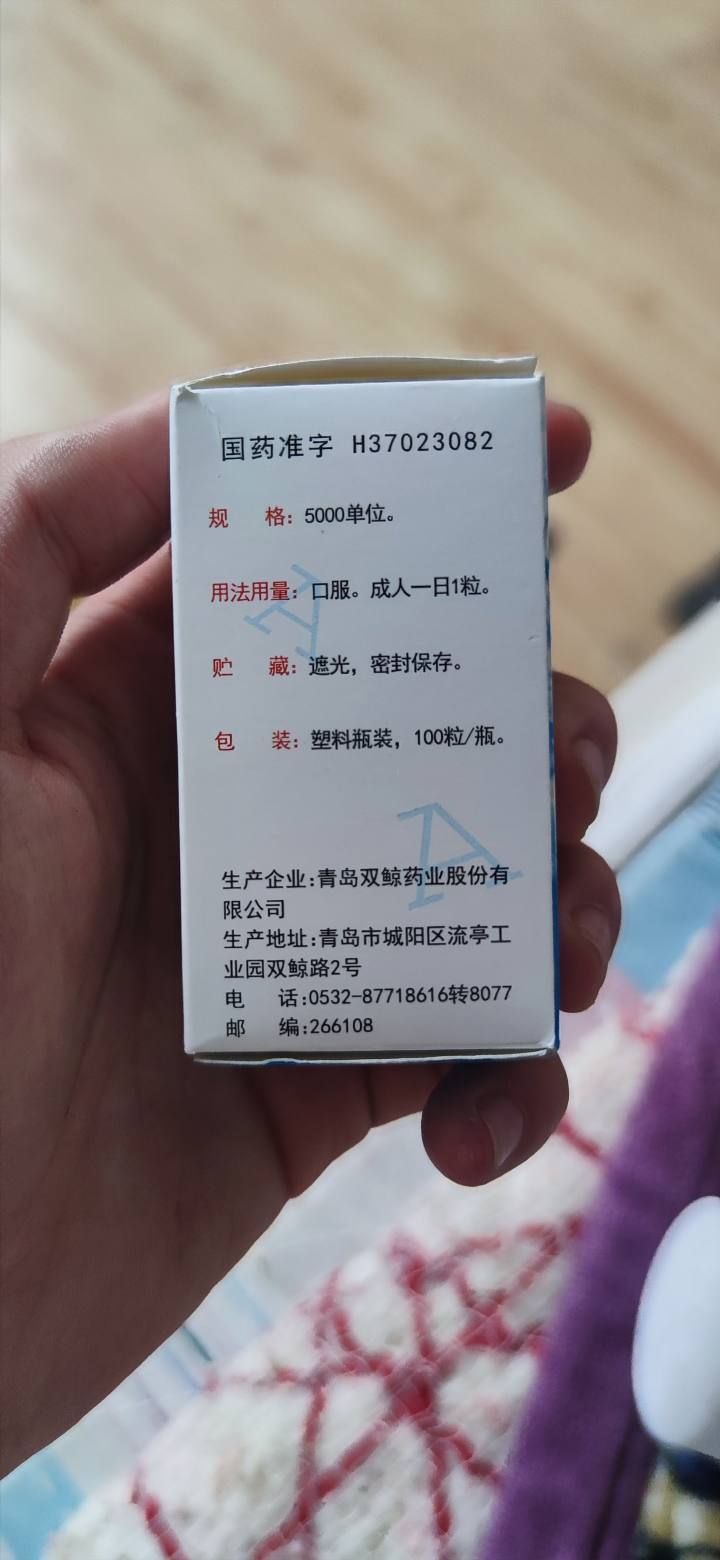 国药准字 H37023082
规 格：5000单位。
用法用量：口服。成人一日1粒。
贮 藏：遮光，密封保存。
包 装：塑料瓶装，100粒/瓶。
A
A
生产企业:青岛双鲸药业股份有
限公司
生产地址:青岛市城阳区流亭工
业园双鲸路2号
电 话:0532-87718616转8077
邮 编:266108